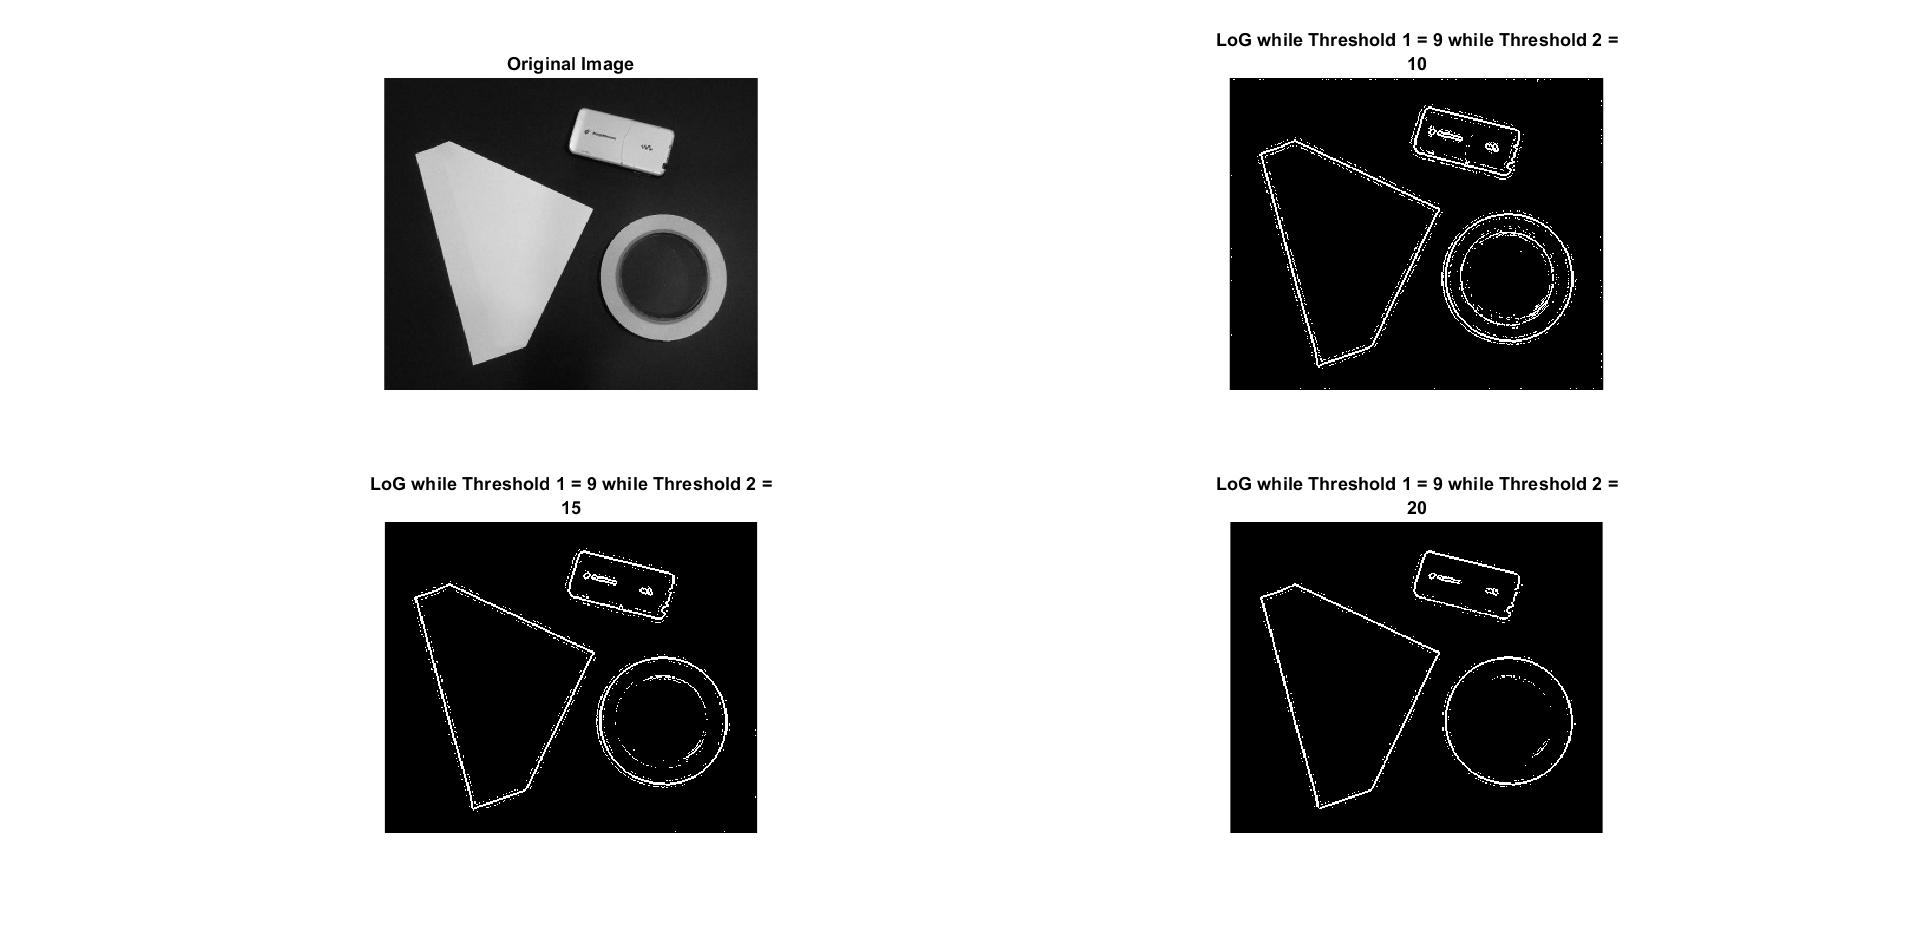 Original Image
LoG while Threshold 1 = 9 while Threshold 2 =
10
LoG while Threshold 1 = 9 while Threshold 2 =
15
LoG while Threshold 1 = 9 while Threshold 2 =
20